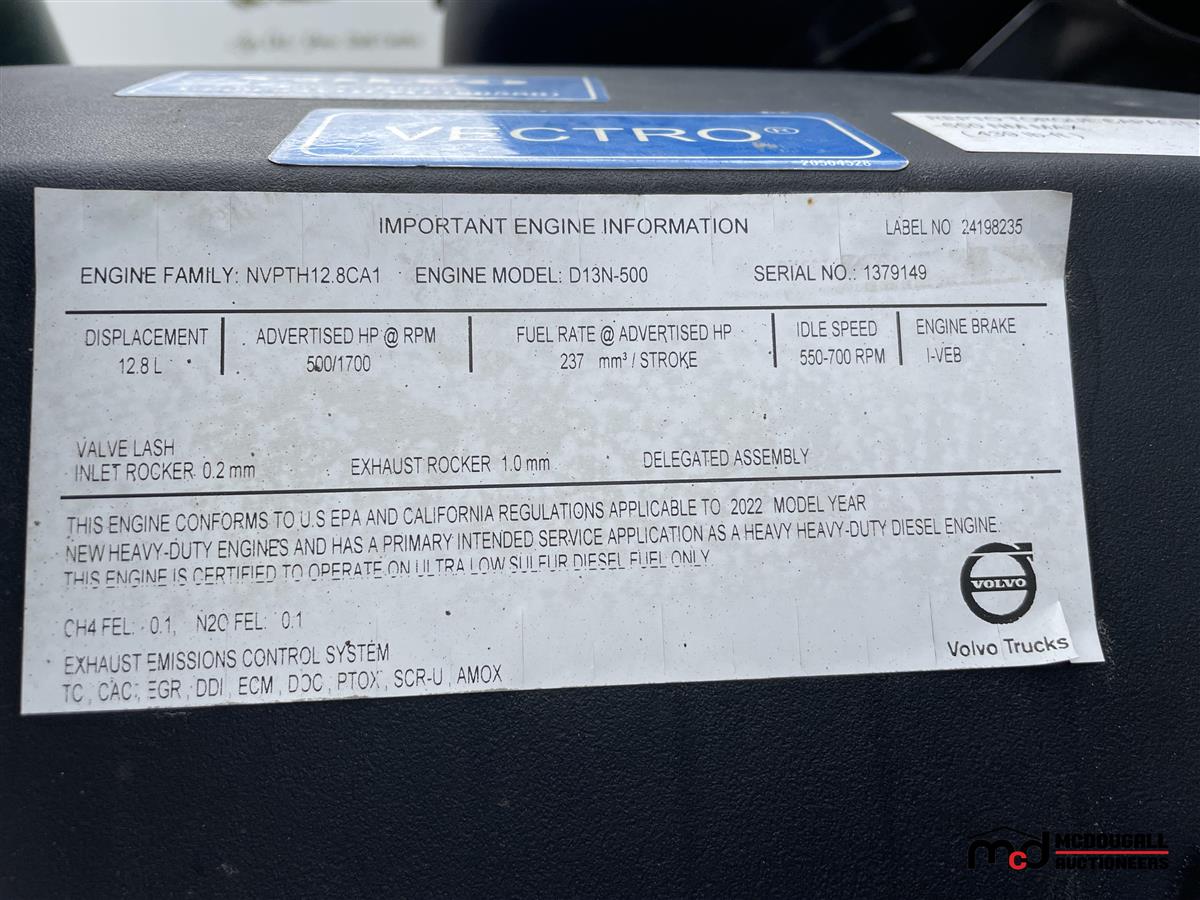 VECTRO®
20504526
IMPORTANT ENGINE INFORMATION LABEL NO 24198235
ENGINE FAMILY: NVPTH12.8CA1 ENGINE MODEL: D13N-500 SERIAL NO.: 1379149
DISPLACEMENT ADVERTISED HP @ RPM FUEL RATE @ ADVERTISED HP IDLE SPEED ENGINE BRAKE
12.8 L 500/1700 237 mm³ / STROKE 550-700 RPM I-VEB
VALVE LASH
INLET ROCKER 0.2 mm EXHAUST ROCKER 1.0 mm DELEGATED ASSEMBLY
THIS ENGINE CONFORMS TO U.S EPA AND CALIFORNIA REGULATIONS APPLICABLE TO 2022 MODEL YEAR
NEW HEAVY-DUTY ENGINES AND HAS A PRIMARY INTENDED SERVICE APPLICATION AS A HEAVY HEAVY-DUTY DIESEL ENGINE.
THIS ENGINE IS CERTIFIED TO OPERATE ON ULTRA LOW SULFUR DIESEL FUEL ONLY.
CH4 FEL: 0.1, N2O FEL: 0.1
EXHAUST EMISSIONS CONTROL SYSTEM
TC, CAC, EGR, DDI, ECM, DOC, PTOX, SCR-U, AMOX
VOLVO
Volvo Trucks
mcd MCDOUGALL
AUCTIONEERS